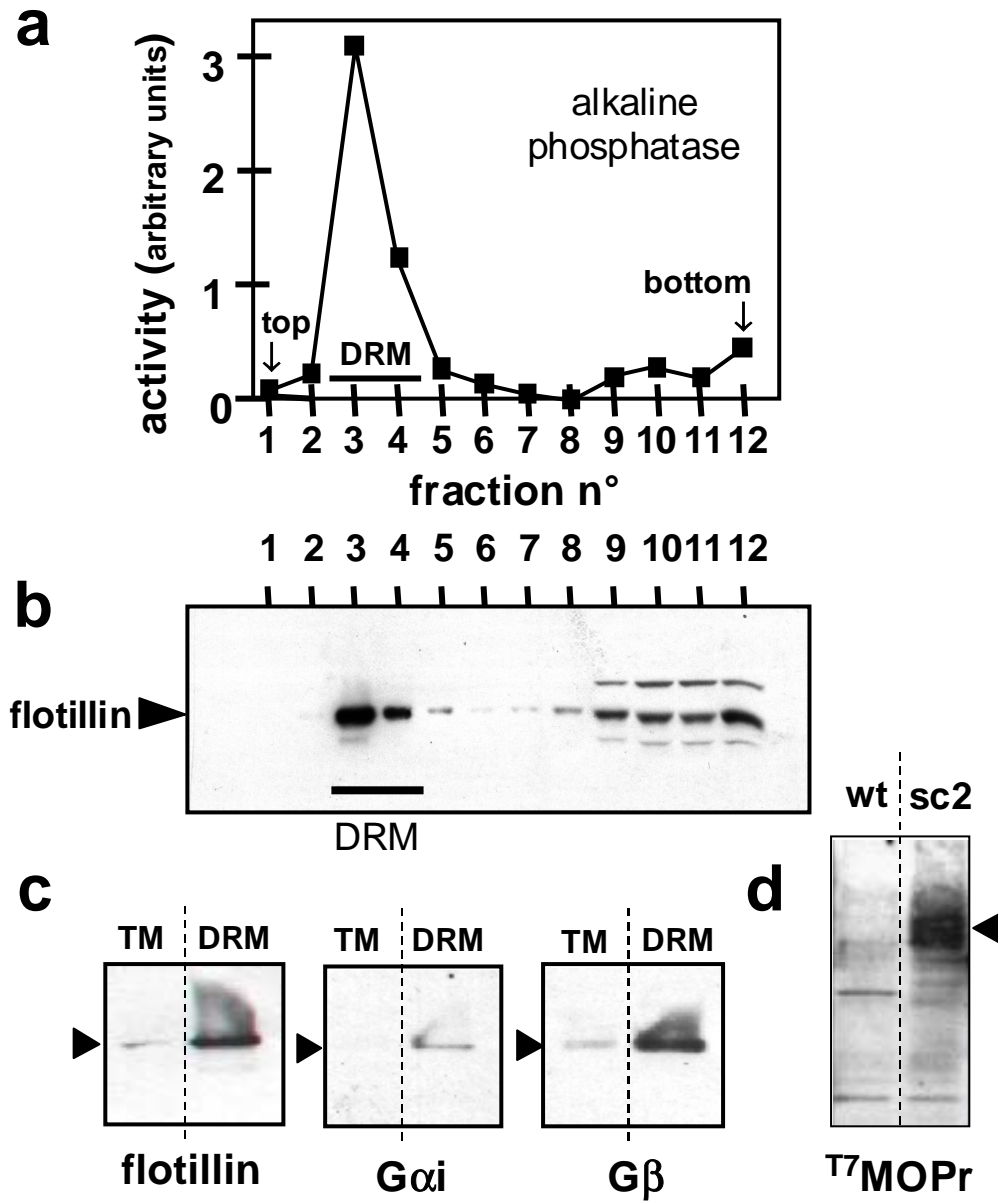 a
activity (arbitrary units)
3
2
1
0
alkaline
phosphatase
top
DRM
bottom
1 2 3 4 5 6 7 8 9 10 11 12
fraction n°
1 2 3 4 5 6 7 8 9 10 11 12
b
flotillin
DRM
c
TM DRM
TM DRM
TM DRM
flotillin
Gαi
Gβ
d
wt sc2
T7MOPr